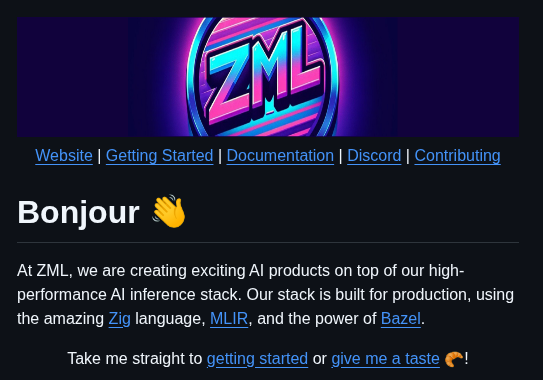 ZML
Website | Getting Started | Documentation | Discord | Contributing
Bonjour 👋
At ZML, we are creating exciting AI products on top of our high-
performance AI inference stack. Our stack is built for production, using
the amazing Zig language, MLIR, and the power of Bazel.
Take me straight to getting started or give me a taste 🥐!